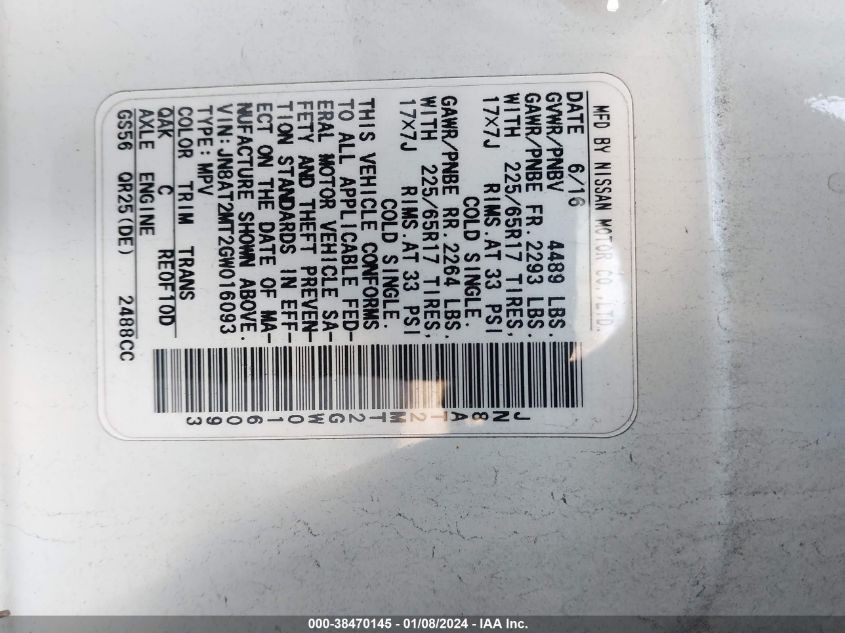 MFD BY NISSAN MOTOR CO.,LTD.
DATE 6/16
GVWR/PNBV 4489 LBS.
GAWR/PNBE FR. 2293 LBS.
WITH 225/65R17 TIRES,
17X7J RIMS.AT 33 PSI
COLD SINGLE.
GAWR/PNBE RR. 2264 LBS.
WITH 225/65R17 TIRES,
17X7J RIMS.AT 33 PSI
COLD SINGLE.
THIS VEHICLE CONFORMS
TO ALL APPLICABLE FED-
ERAL MOTOR VEHICLE SA-
FETY AND THEFT PREVEN-
TION STANDARDS IN EFF-
ECT ON THE DATE OF MA-
NUFACTURE SHOWN ABOVE.
VIN:JN8AT2MT2GW016093
TYPE:MPV
COLOR TRIM TRANS
QAK C RE0F10D
AXLE ENGINE
GS56 QR25(DE) 2488CC
JN8AT2MT2GW016093
000-38470145 - 01/08/2024 - IAA Inc.